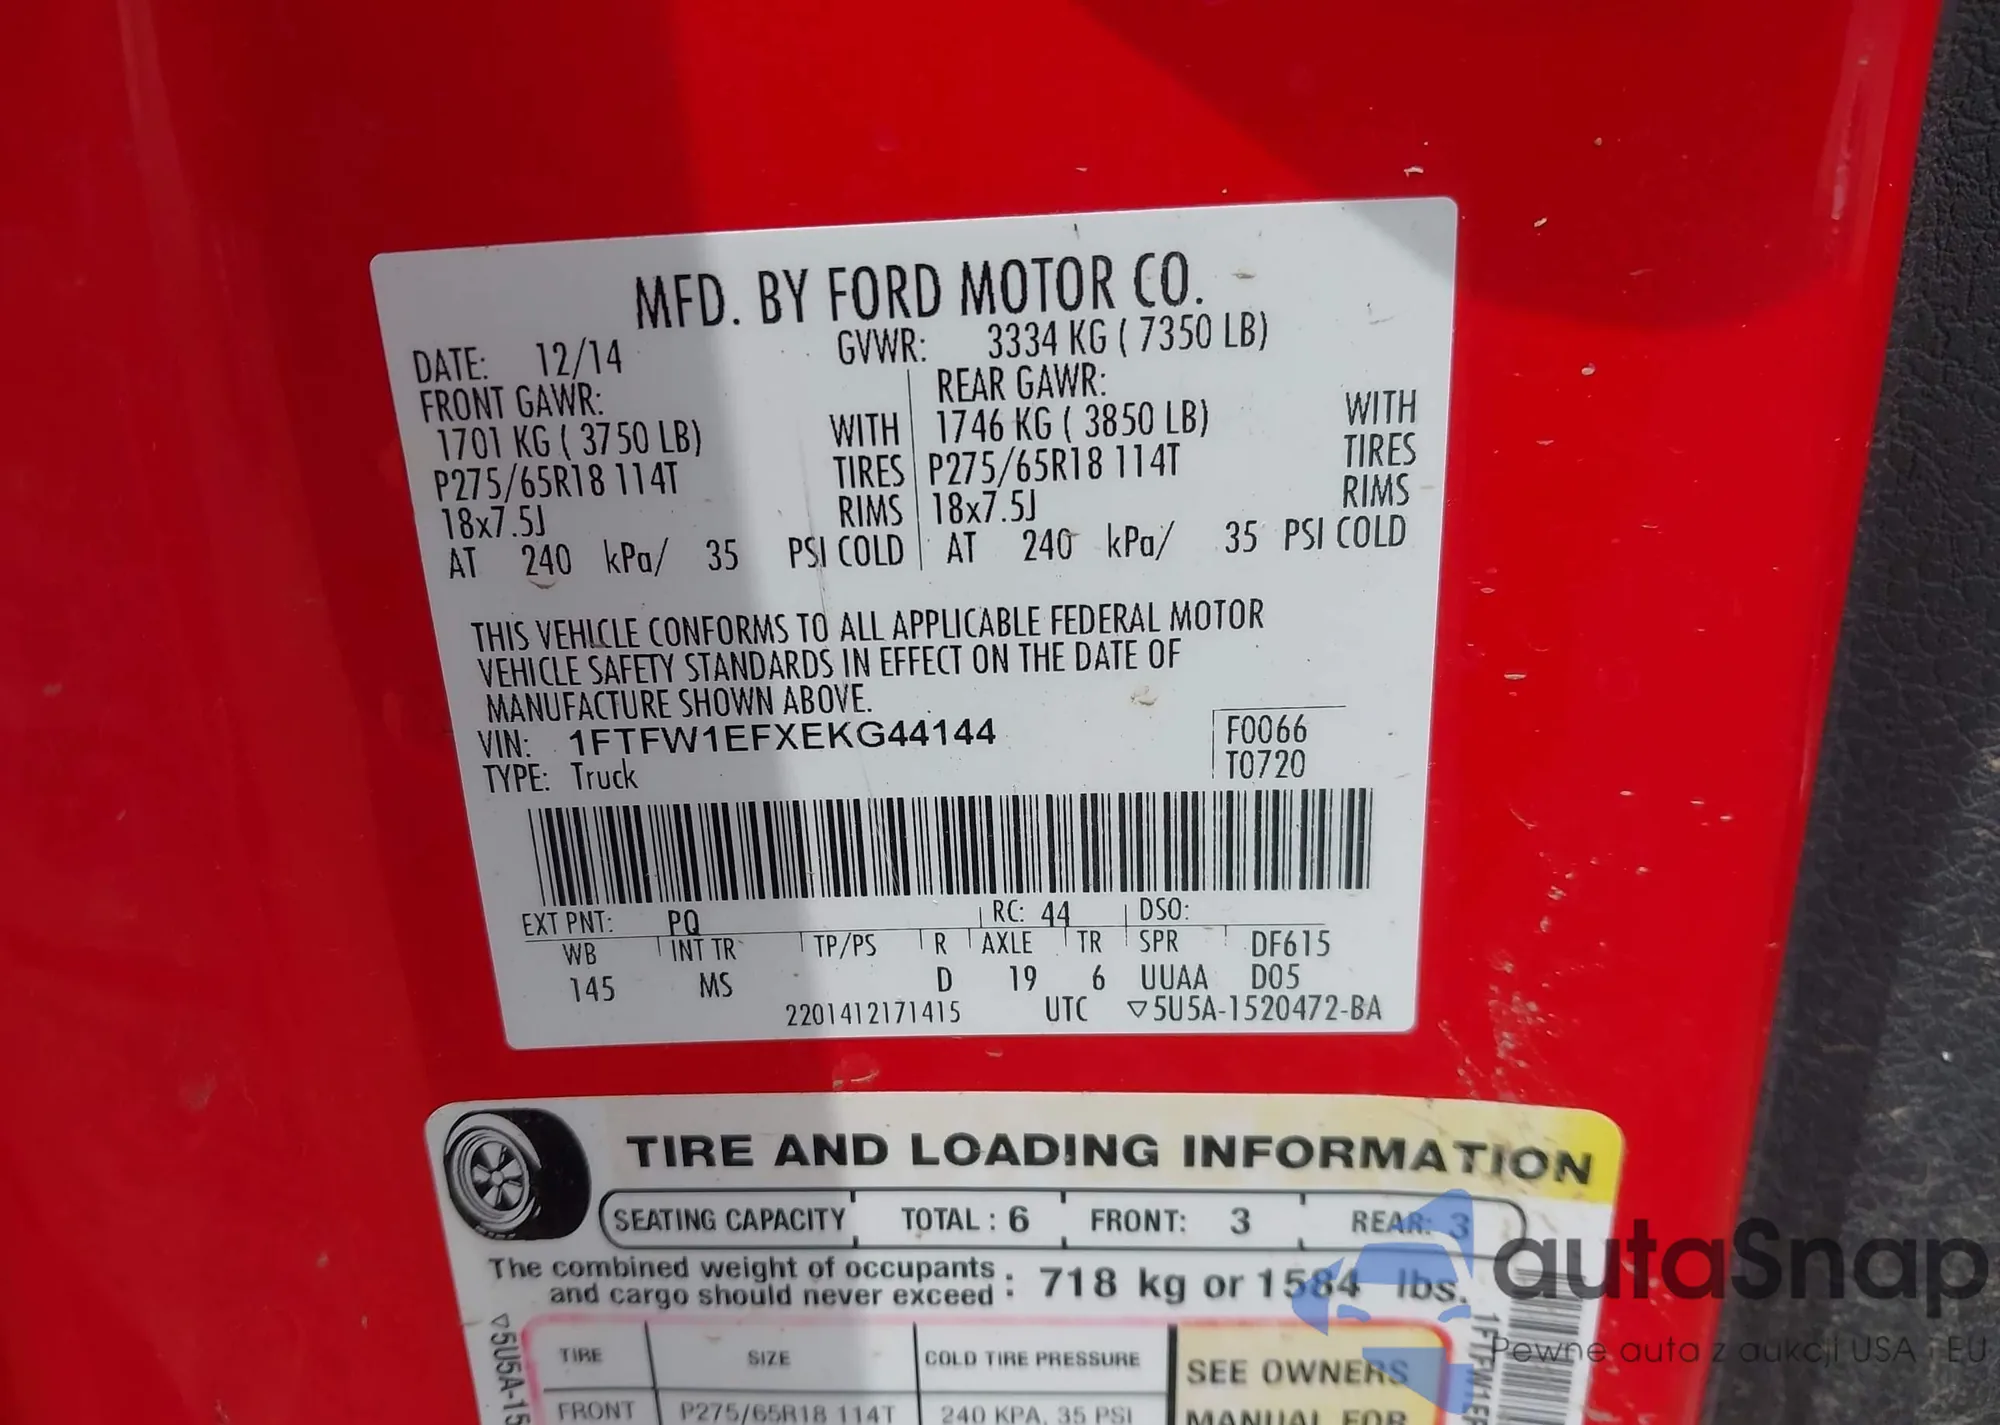 MFD. BY FORD MOTOR CO.
DATE: 12/14 GVWR: 3334 KG ( 7350 LB)
FRONT GAWR: REAR GAWR:
1701 KG ( 3750 LB) WITH 1746 KG ( 3850 LB) WITH
P275/65R18 114T TIRES P275/65R18 114T TIRES
18x7.5J RIMS 18x7.5J RIMS
AT 240 kPa/ 35 PSI COLD AT 240 kPa/ 35 PSI COLD
THIS VEHICLE CONFORMS TO ALL APPLICABLE FEDERAL MOTOR
VEHICLE SAFETY STANDARDS IN EFFECT ON THE DATE OF
MANUFACTURE SHOWN ABOVE.
VIN: 1FTFW1EFXEKG44144 F0066
TYPE: Truck T0720
EXT PNT: PQ RC: 44 DSO:
WB INT TR TP/PS R AXLE TR SPR DF615
145 MS D 19 6 UUAA D05
2201412171415 UTC ▽5U5A-1520472-BA
TIRE AND LOADING INFORMATION
SEATING CAPACITY TOTAL : 6 FRONT: 3 REAR: 3
The combined weight of occupants
and cargo should never exceed : 718 kg or 1584 lbs.
TIRE SIZE COLD TIRE PRESSURE SEE OWNERS
FRONT P275/65R18 114T 240 KPA, 35 PSI MANUAL FOR
▽5U5A-15
1FTFW1EF
autaSnap
Pewne auta z aukcji USA i EU